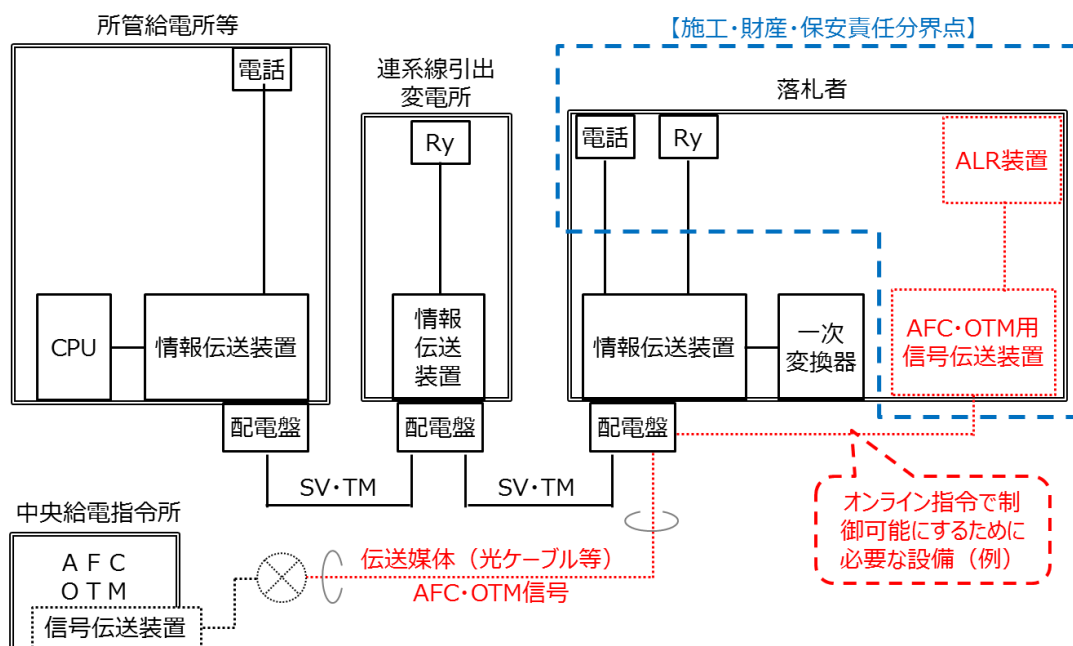 所管給電所等
電話
CPU
情報伝送装置
配電盤
連系線引出
変電所
Ry
情報
伝送
装置
配電盤
【施工・財産・保安責任分界点】
落札者
電話
Ry
ALR装置
情報伝送装置
一次
変換器
AFC・OTM用
信号伝送装置
配電盤
SV・TM
SV・TM
オンライン指令で制
御可能にするために
必要な設備（例）
中央給電指令所
ＡＦＣ
ＯＴＭ
信号伝送装置
伝送媒体（光ケーブル等）
AFC・OTM信号